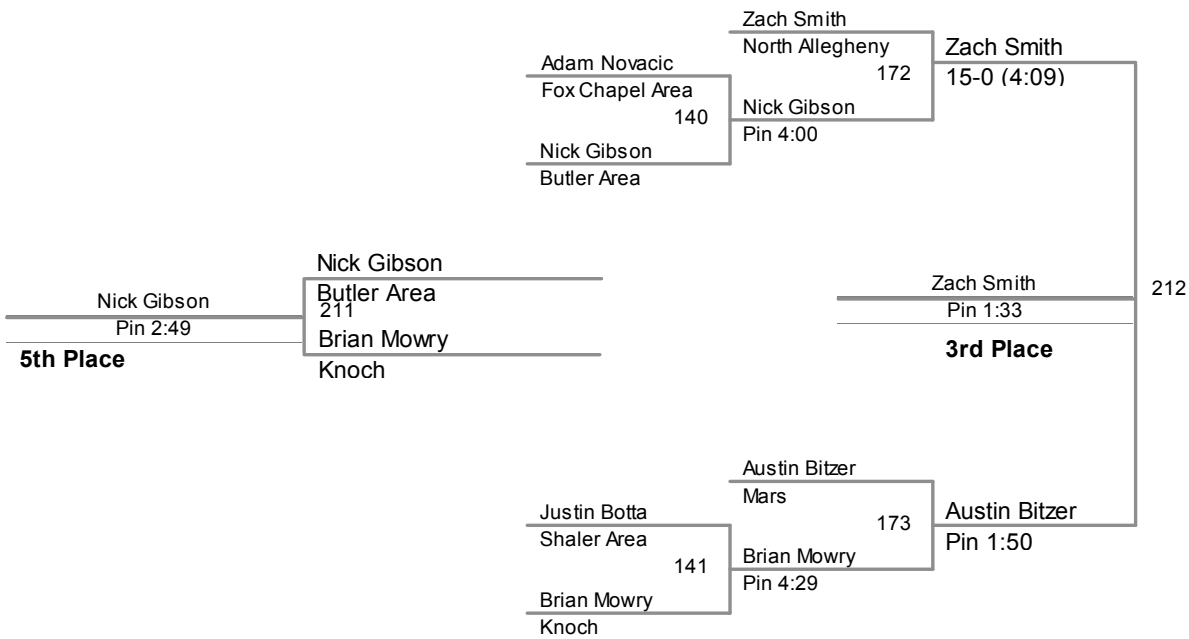 Zach Smith
North Allegheny
172
Zach Smith
15-0 (4:09)
Adam Novacic
Fox Chapel Area
140
Nick Gibson
Pin 4:00
Nick Gibson
Butler Area
Nick Gibson
Butler Area
211
Nick Gibson
Pin 2:49
5th Place
Brian Mowry
Knoch
Zach Smith
Pin 1:33
3rd Place
212
Austin Bitzer
Mars
173
Austin Bitzer
Pin 1:50
Justin Botta
Shaler Area
141
Brian Mowry
Pin 4:29
Brian Mowry
Knoch